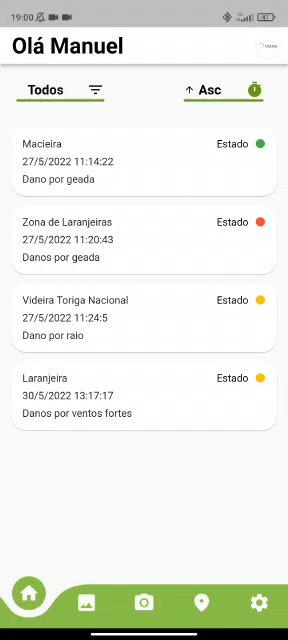 19:00
47
Olá Manuel
Todos
Asc
Macieira
Estado
27/5/2022 11:14:22
Dano por geada
Zona de Laranjeiras
Estado
27/5/2022 11:20:43
Danos por geada
Videira Toriga Nacional
Estado
27/5/2022 11:24:5
Dano por raio
Laranjeira
Estado
30/5/2022 13:17:17
Danos por ventos fortes